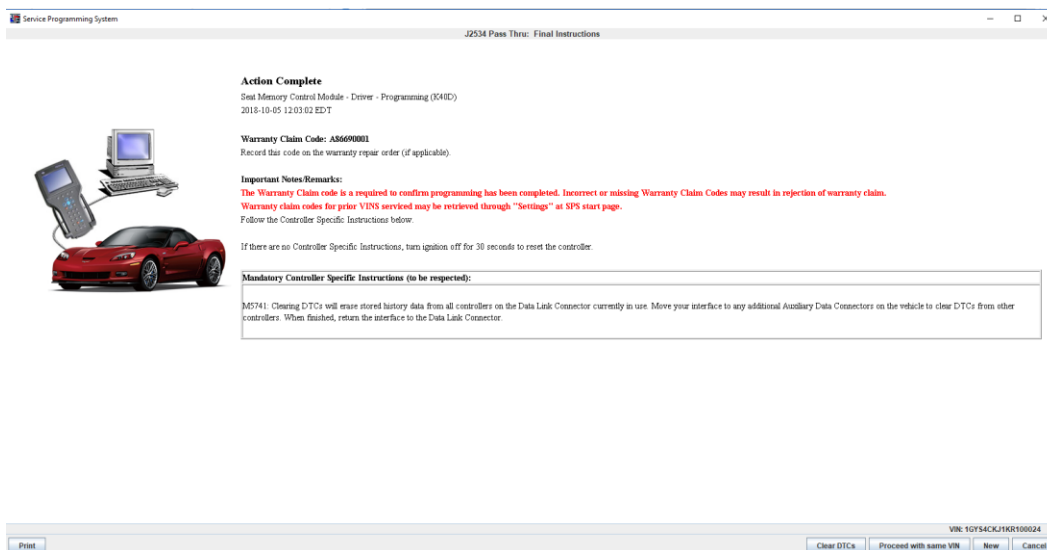 Service Programming System
J2534 Pass Thru: Final Instructions
Action Complete
Seat Memory Control Module - Driver - Programming (K40D)
2018-10-05 12:03:02 EDT
Warranty Claim Code: A86690001
Record this code on the warranty repair order (if applicable).
Important Notes/Remarks:
The Warranty Claim code is a required to confirm programming has been completed. Incorrect or missing Warranty Claim Codes may result in rejection of warranty claim.
Warranty claim codes for prior VINS serviced may be retrieved through "Settings" at SPS start page.
Follow the Controller Specific Instructions below.
If there are no Controller Specific Instructions, turn ignition off for 30 seconds to reset the controller.
Mandatory Controller Specific Instructions (to be respected):
M5741: Clearing DTCs will erase stored history data from all controllers on the Data Link Connector currently in use. Move your interface to any additional Auxiliary Data Connectors on the vehicle to clear DTCs from other
controllers. When finished, return the interface to the Data Link Connector.
VIN: 1GYS4CKJ1KR100024
Print Clear DTCs Proceed with same VIN New Cancel